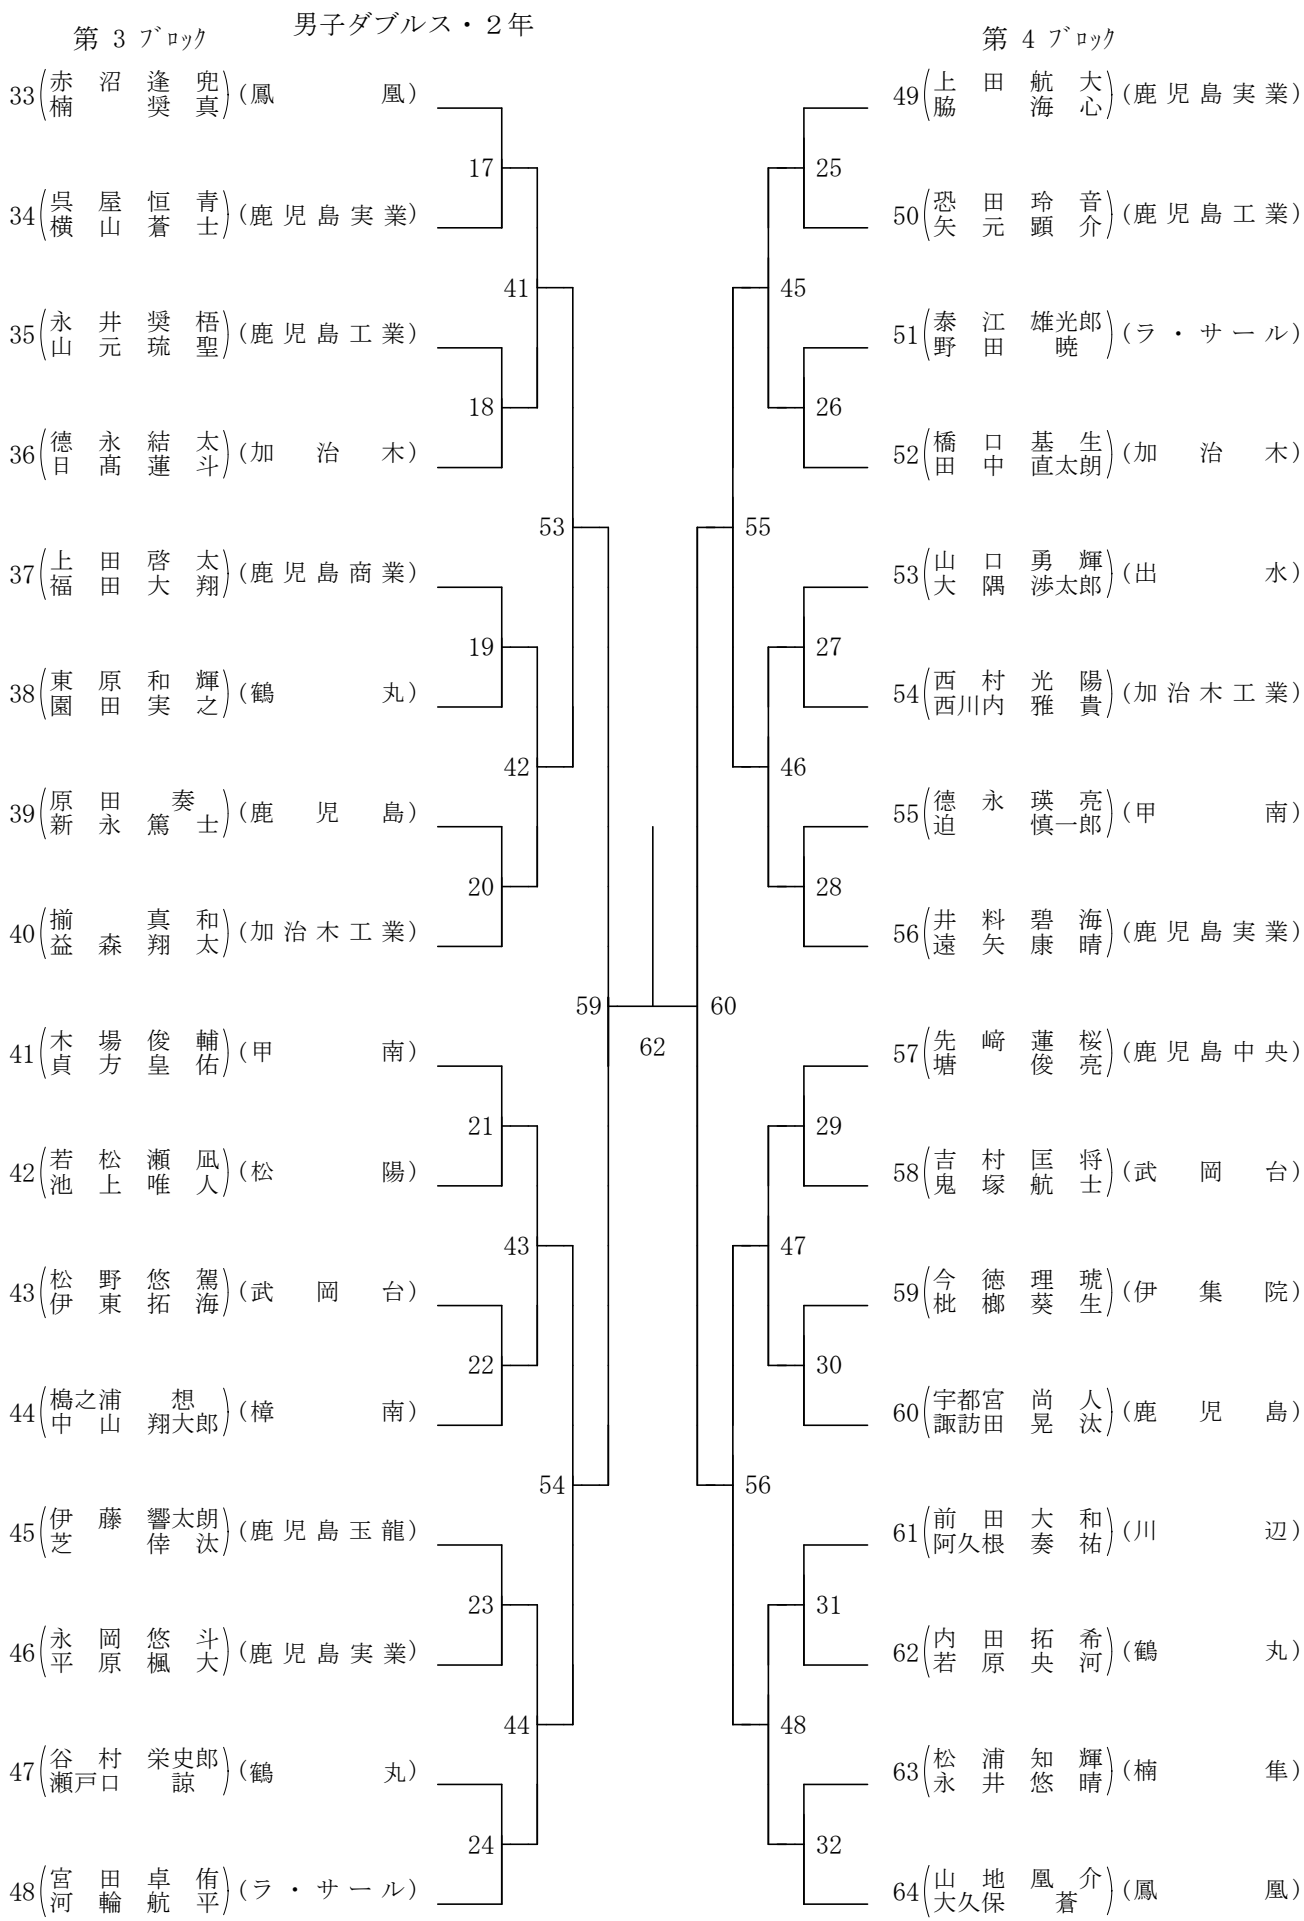 男子ダブルス・２年
第 3 ﾌﾞﾛｯｸ
33 赤沼逢兜 (鳳凰)
楠奨真
34 呉屋恒青 (鹿児島実業)
横山蒼士
35 永井奨梧 (鹿児島工業)
山元琉聖
36 德永結太 (加治木)
日髙蓮斗
37 上田啓太 (鹿児島商業)
福田大翔
38 東原和輝 (鶴丸)
園田実之
39 原田奏 (鹿児島)
新永篤士
40 揃真和 (加治木工業)
益森翔太
41 木場俊輔 (甲南)
貞方皇佑
42 若松瀬凪 (松陽)
池上唯人
43 松野悠駕 (武岡台)
伊東拓海
44 樢之浦想 (樟南)
中山翔大郎
45 伊藤響太朗 (鹿児島玉龍)
芝倖汰
46 永岡悠斗 (鹿児島実業)
平原楓大
47 谷村栄史郎 (鶴丸)
瀬戸口諒
48 宮田卓侑 (ラ・サール)
河輪航平
17
18
19
20
21
22
23
24
41
42
43
44
53
54
59
62
60
55
56
45
46
47
48
25
26
27
28
29
30
31
32
第 4 ﾌﾞﾛｯｸ
49 上田航大 (鹿児島実業)
脇海心
50 恐田玲音 (鹿児島工業)
矢元顕介
51 泰江雄光郎 (ラ・サール)
野田暁
52 橋口基生 (加治木)
田中直太朗
53 山口勇輝 (出水)
大隅渉太郎
54 西村光陽 (加治木工業)
西川内雅貴
55 德永瑛亮 (甲南)
迫慎一郎
56 井料碧海 (鹿児島実業)
遠矢康晴
57 先﨑蓮桜 (鹿児島中央)
塘俊亮
58 吉村匡将 (武岡台)
鬼塚航士
59 今徳理琥 (伊集院)
枇榔葵生
60 宇都宮尚人 (鹿児島)
諏訪田晃汰
61 前田大和 (川辺)
阿久根奏祐
62 内田拓希 (鶴丸)
若原央河
63 松浦知輝 (楠隼)
永井悠晴
64 山地凰介 (鳳凰)
大久保蒼